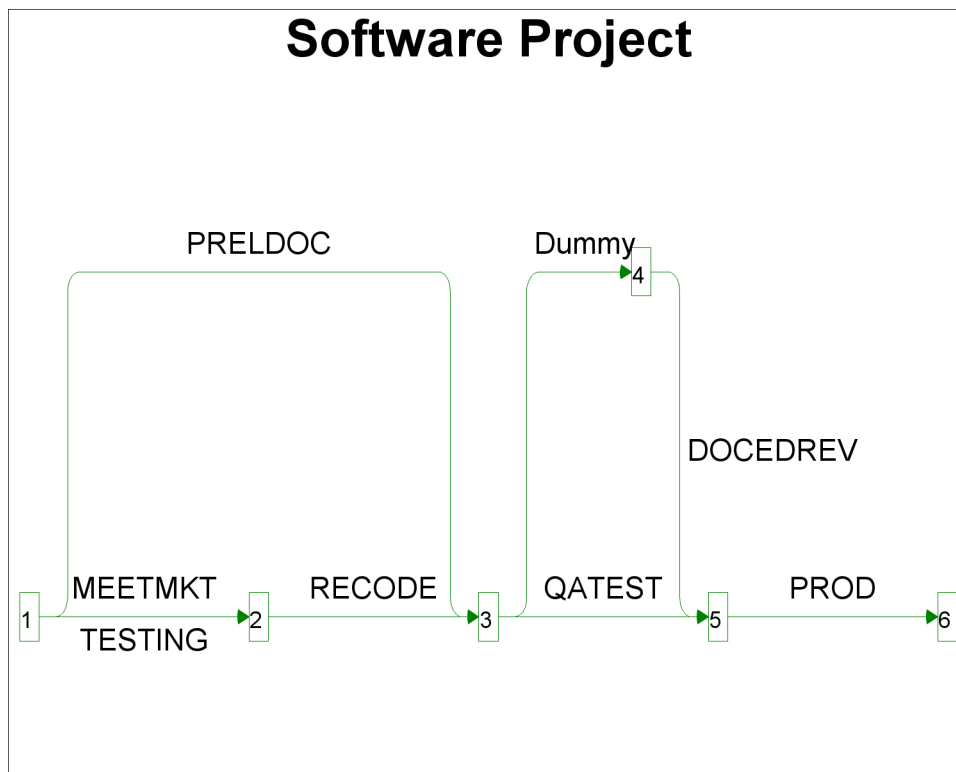 Software Project
PRELDOC
Dummy
4
DOCEDREV
MEETMKT
RECODE
QATEST
PROD
1
2
3
5
6
TESTING